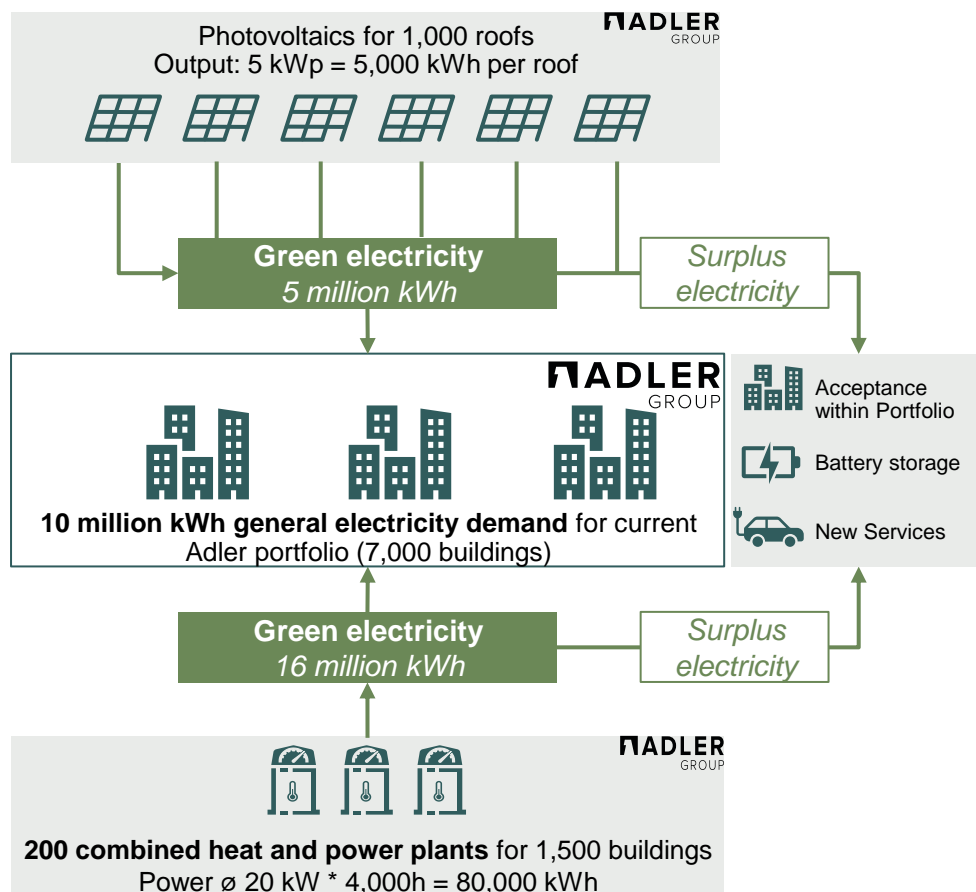 ADLER
GROUP
Photovoltaics for 1,000 roofs
Output: 5 kWp = 5,000 kWh per roof
Green electricity
5 million kWh
Surplus
electricity
ADLER
GROUP
10 million kWh general electricity demand for current
Adler portfolio (7,000 buildings)
Acceptance
within Portfolio
Battery storage
New Services
Green electricity
16 million kWh
Surplus
electricity
ADLER
GROUP
200 combined heat and power plants for 1,500 buildings
Power ø 20 kW * 4,000h = 80,000 kWh